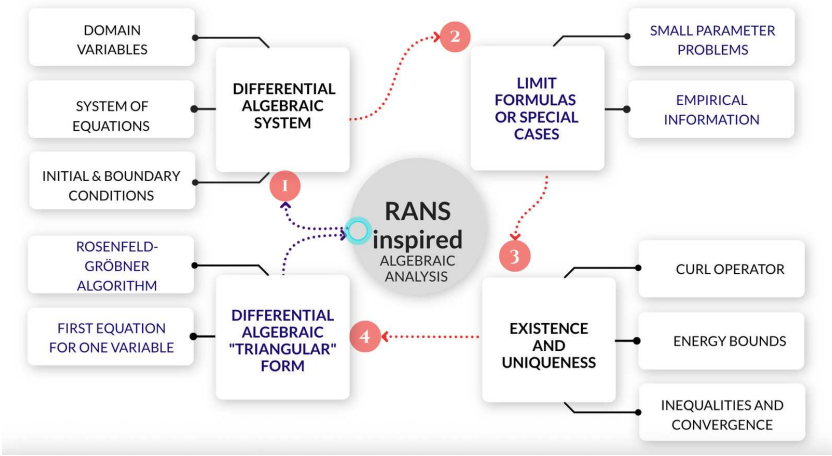 DOMAIN
VARIABLES
SYSTEM OF
EQUATIONS
INITIAL & BOUNDARY
CONDITIONS
DIFFERENTIAL
ALGEBRAIC
SYSTEM
1
2
LIMIT
FORMULAS
OR SPECIAL
CASES
SMALL PARAMETER
PROBLEMS
EMPIRICAL
INFORMATION
RANS
inspired
ALGEBRAIC
ANALYSIS
3
EXISTENCE
AND
UNIQUENESS
CURL OPERATOR
ENERGY BOUNDS
INEQUALITIES AND
CONVERGENCE
4
DIFFERENTIAL
ALGEBRAIC
"TRIANGULAR"
FORM
ROSENFELD-
GRÖBNER
ALGORITHM
FIRST EQUATION
FOR ONE VARIABLE